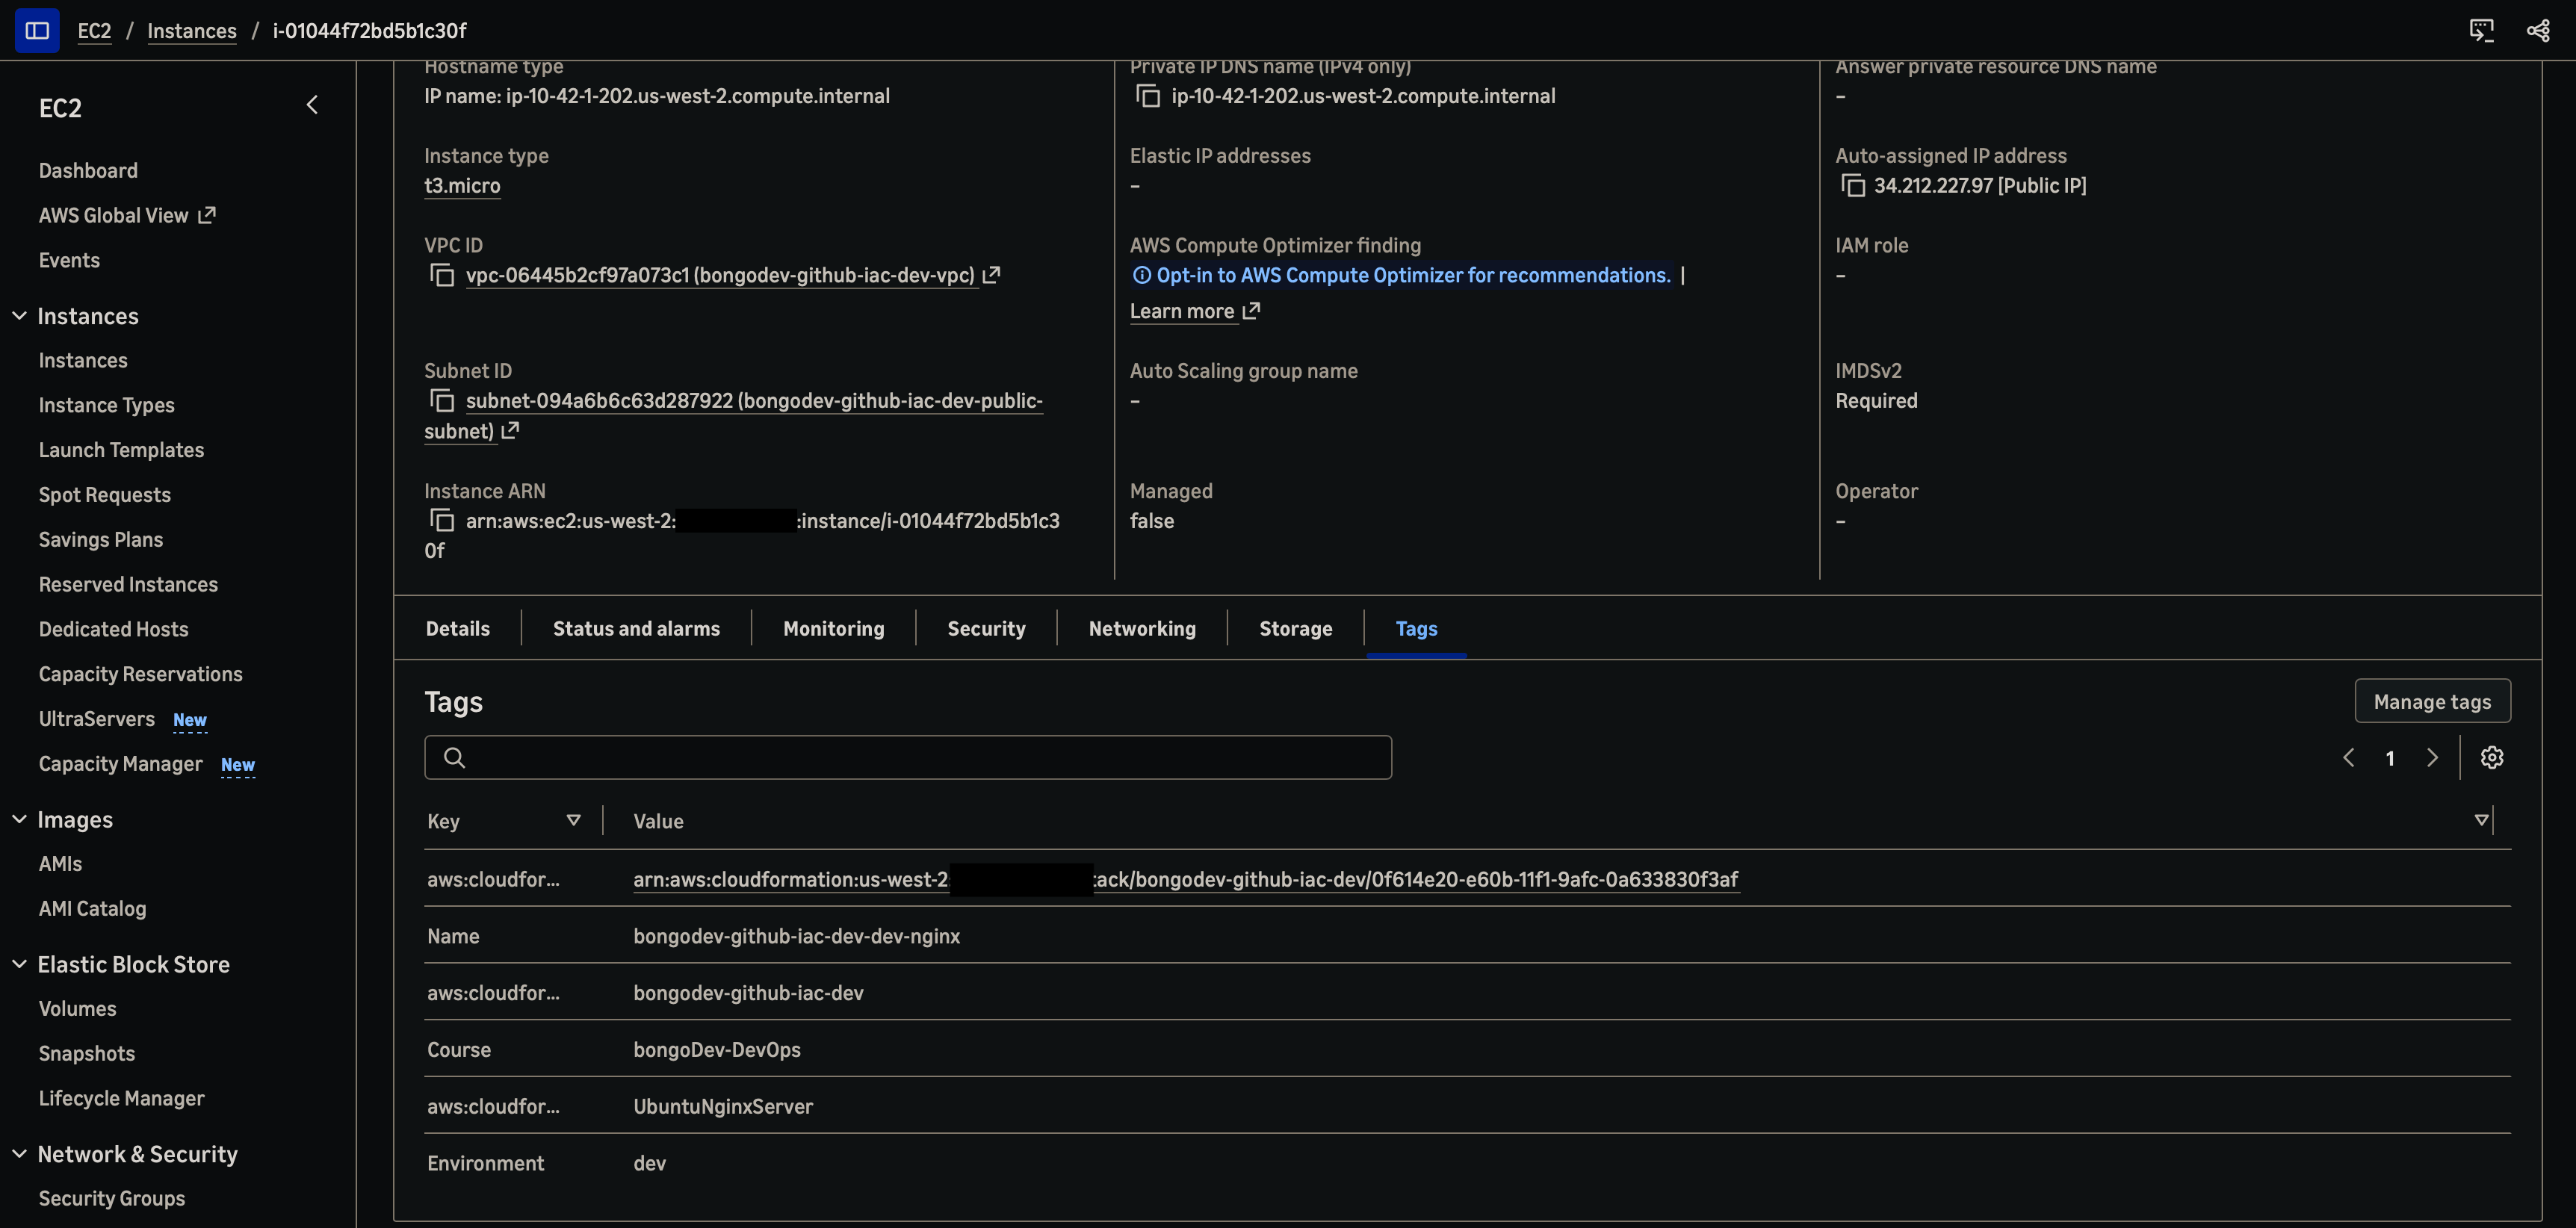 EC2 / Instances / i-01044f72bd5b1c30f
EC2
Dashboard
AWS Global View
Events
Instances
Instances
Instance Types
Launch Templates
Spot Requests
Savings Plans
Reserved Instances
Dedicated Hosts
Capacity Reservations
UltraServers New
Capacity Manager New
Images
AMIs
AMI Catalog
Elastic Block Store
Volumes
Snapshots
Lifecycle Manager
Network & Security
Security Groups
Hostname type
IP name: ip-10-42-1-202.us-west-2.compute.internal
Private IP DNS name (IPv4 only)
ip-10-42-1-202.us-west-2.compute.internal
Answer private resource DNS name
–
Instance type
t3.micro
Elastic IP addresses
–
Auto-assigned IP address
34.212.227.97 [Public IP]
VPC ID
vpc-06445b2cf97a073c1 (bongodev-github-iac-dev-vpc)
AWS Compute Optimizer finding
Opt-in to AWS Compute Optimizer for recommendations. |
Learn more
IAM role
–
Subnet ID
subnet-094a6b6c63d287922 (bongodev-github-iac-dev-public-
subnet)
Auto Scaling group name
–
IMDSv2
Required
Instance ARN
arn:aws:ec2:us-west-2: :instance/i-01044f72bd5b1c3
0f
Managed
false
Operator
–
Details Status and alarms Monitoring Security Networking Storage Tags
Tags
Manage tags
1
Key Value
aws:cloudfor... arn:aws:cloudformation:us-west-2: tack/bongodev-github-iac-dev/0f614e20-e60b-11f1-9afc-0a633830f3af
Name bongodev-github-iac-dev-dev-nginx
aws:cloudfor... bongodev-github-iac-dev
Course bongoDev-DevOps
aws:cloudfor... UbuntuNginxServer
Environment dev